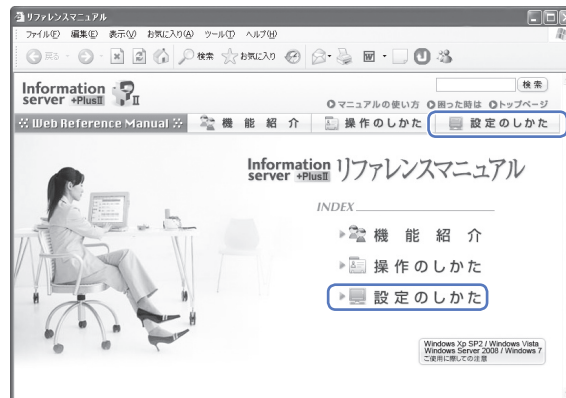 リファレンスマニュアル
ファイル(F) 編集(E) 表示(V) お気に入り(A) ツール(T) ヘルプ(H)
戻る 検索 お気に入り
Information
server +PlusⅡ Ⅱ
検索
マニュアルの使い方 困った時は トップページ
Web Reference Manual 機能紹介 操作のしかた 設定のしかた
Information
server +PlusⅡ リファレンスマニュアル
INDEX
機能紹介
操作のしかた
設定のしかた
Windows Xp SP2 / Windows Vista
Windows Server 2008 / Windows 7
ご使用に際しての注意